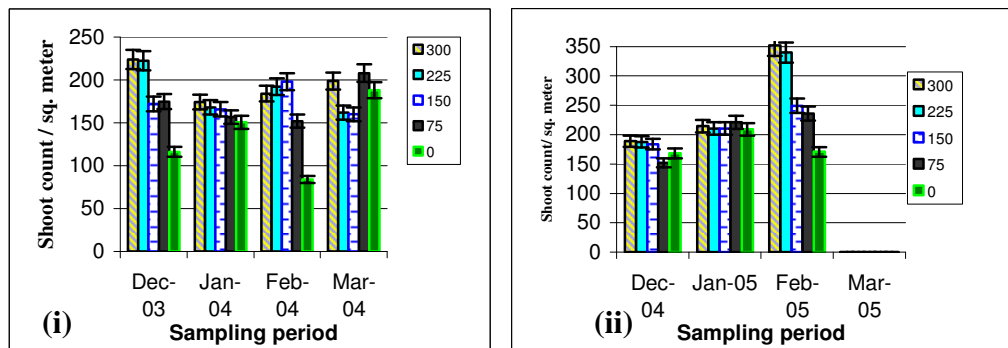 Shoot count / sq. meter
250
200
150
100
50
0
300
225
150
75
0
Dec-03
Jan-04
Feb-04
Mar-04
(i)
Sampling period
Shoot count/ sq. meter
350
300
250
200
150
100
50
0
300
225
150
75
0
Dec-04
Jan-05
Feb-05
Mar-05
(ii)
Sampling period